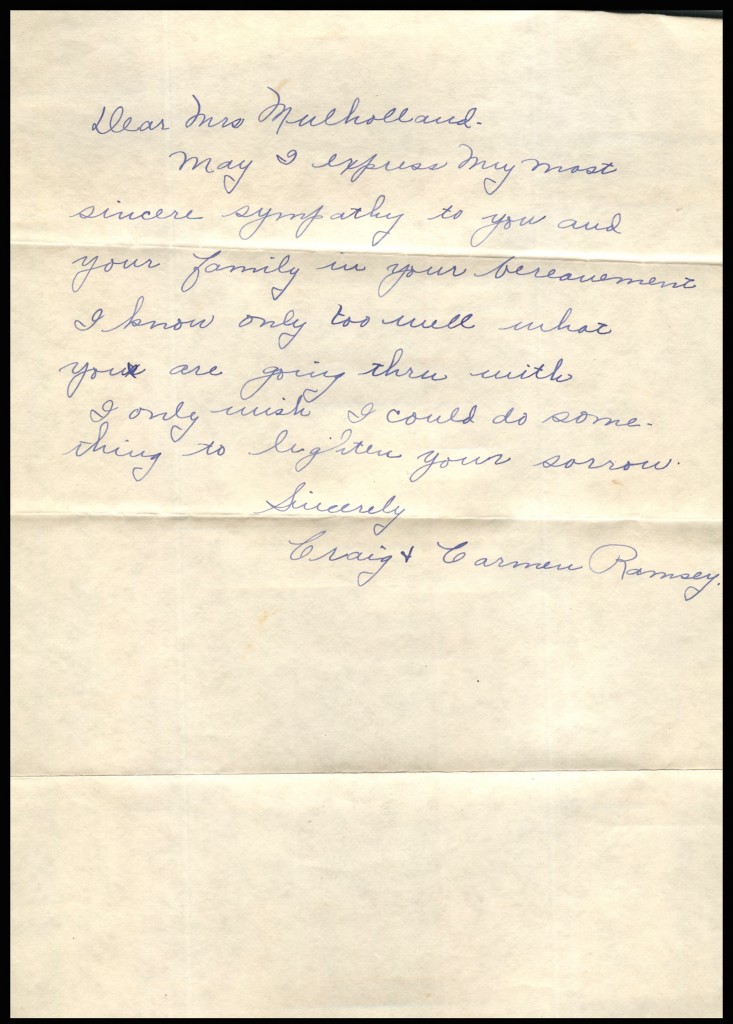 Dear Mrs Mulholland.
May I express my most
sincere sympathy to you and
your family in your bereavement
I know only too well what
you are going thru with
I only wish I could do some-
thing to lighten your sorrow.
Sincerely
Craig & Carmen Ramsey.